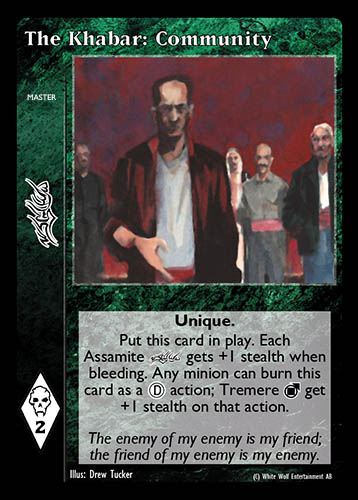 The Khabar: Community
MASTER
Unique.
Put this card in play. Each
Assamite gets +1 stealth when
bleeding. Any minion can burn this
card as a Ⓓ action; Tremere get
+1 stealth on that action.
The enemy of my enemy is my friend;
the friend of my enemy is my enemy.
2
Illus: Drew Tucker
(C) White Wolf Entertainment AB